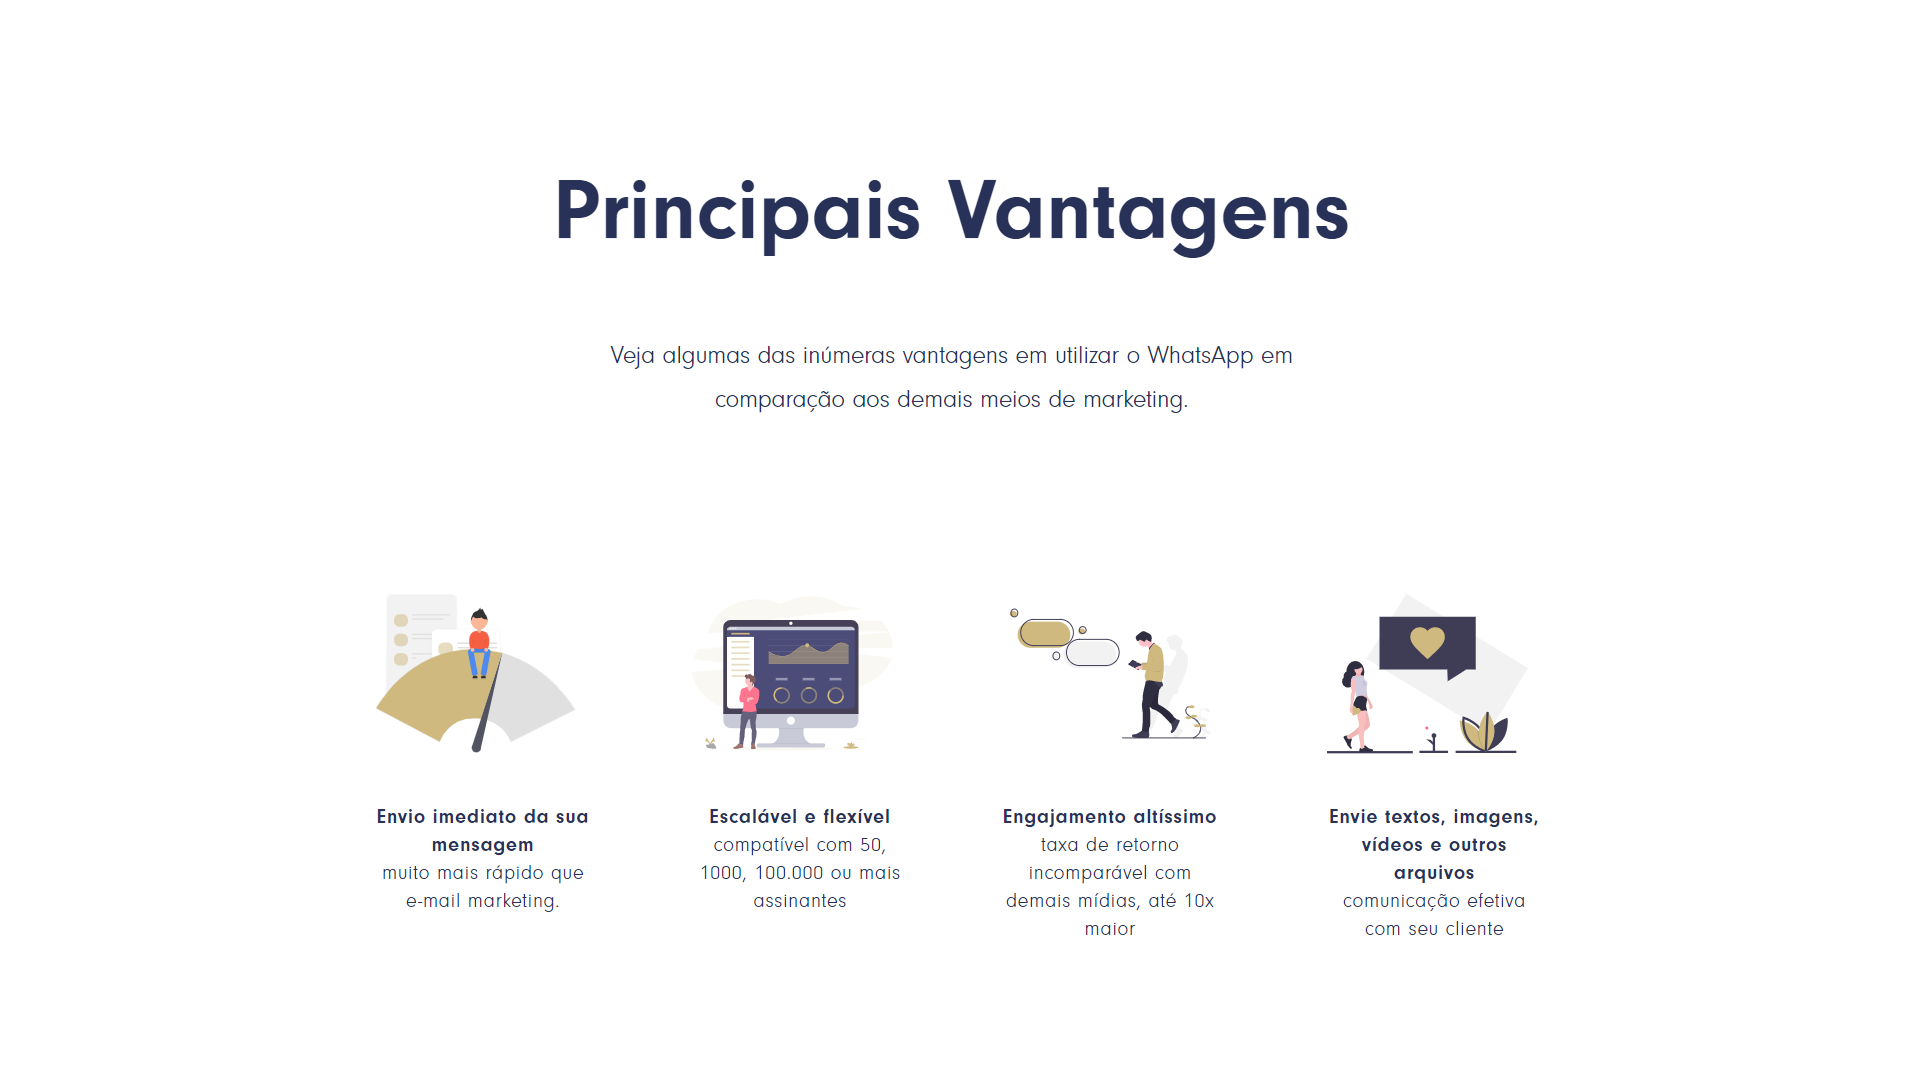 Principais Vantagens
Veja algumas das inúmeras vantagens em utilizar o WhatsApp em
comparação aos demais meios de marketing.
Envio imediato da sua
mensagem
muito mais rápido que
e-mail marketing.
Escalável e flexível
compatível com 50,
1000, 100.000 ou mais
assinantes
Engajamento altíssimo
taxa de retorno
incomparável com
demais mídias, até 10x
maior
Envie textos, imagens,
vídeos e outros
arquivos
comunicação efetiva
com seu cliente